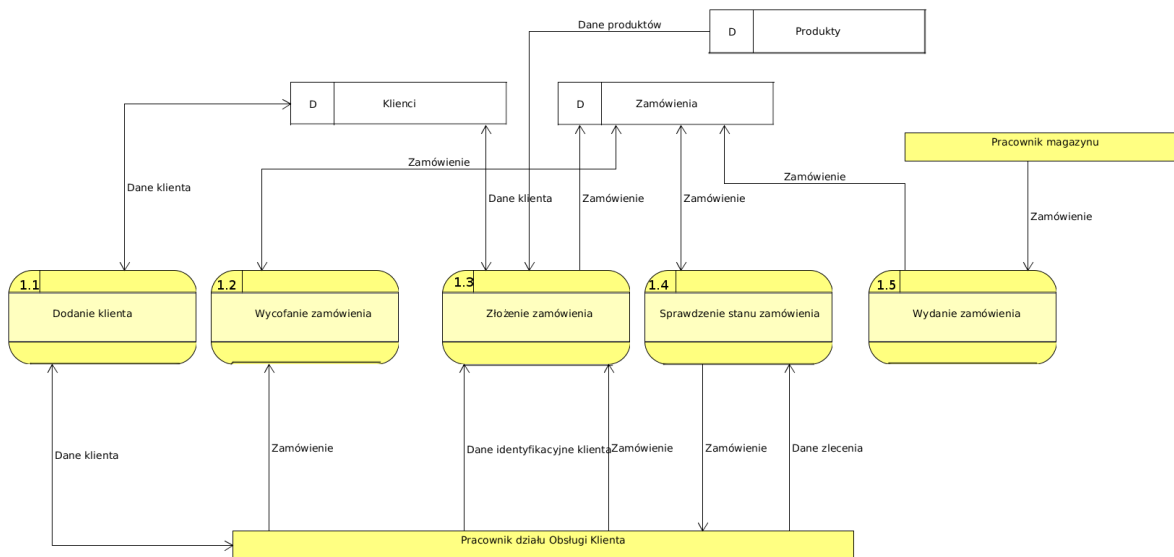 Dane produktów
D
Produkty
D
Klienci
D
Zamówienia
Pracownik magazynu
Zamówienie
Zamówienie
Dane klienta
Dane klienta
Zamówienie
Zamówienie
Zamówienie
1.1
1.2
1.3
1.4
1.5
Dodanie klienta
Wycofanie zamówienia
Złożenie zamówienia
Sprawdzenie stanu zamówienia
Wydanie zamówienia
Dane klienta
Zamówienie
Dane identyfikacyjne klienta
Zamówienie
Zamówienie
Dane zlecenia
Pracownik działu Obsługi Klienta